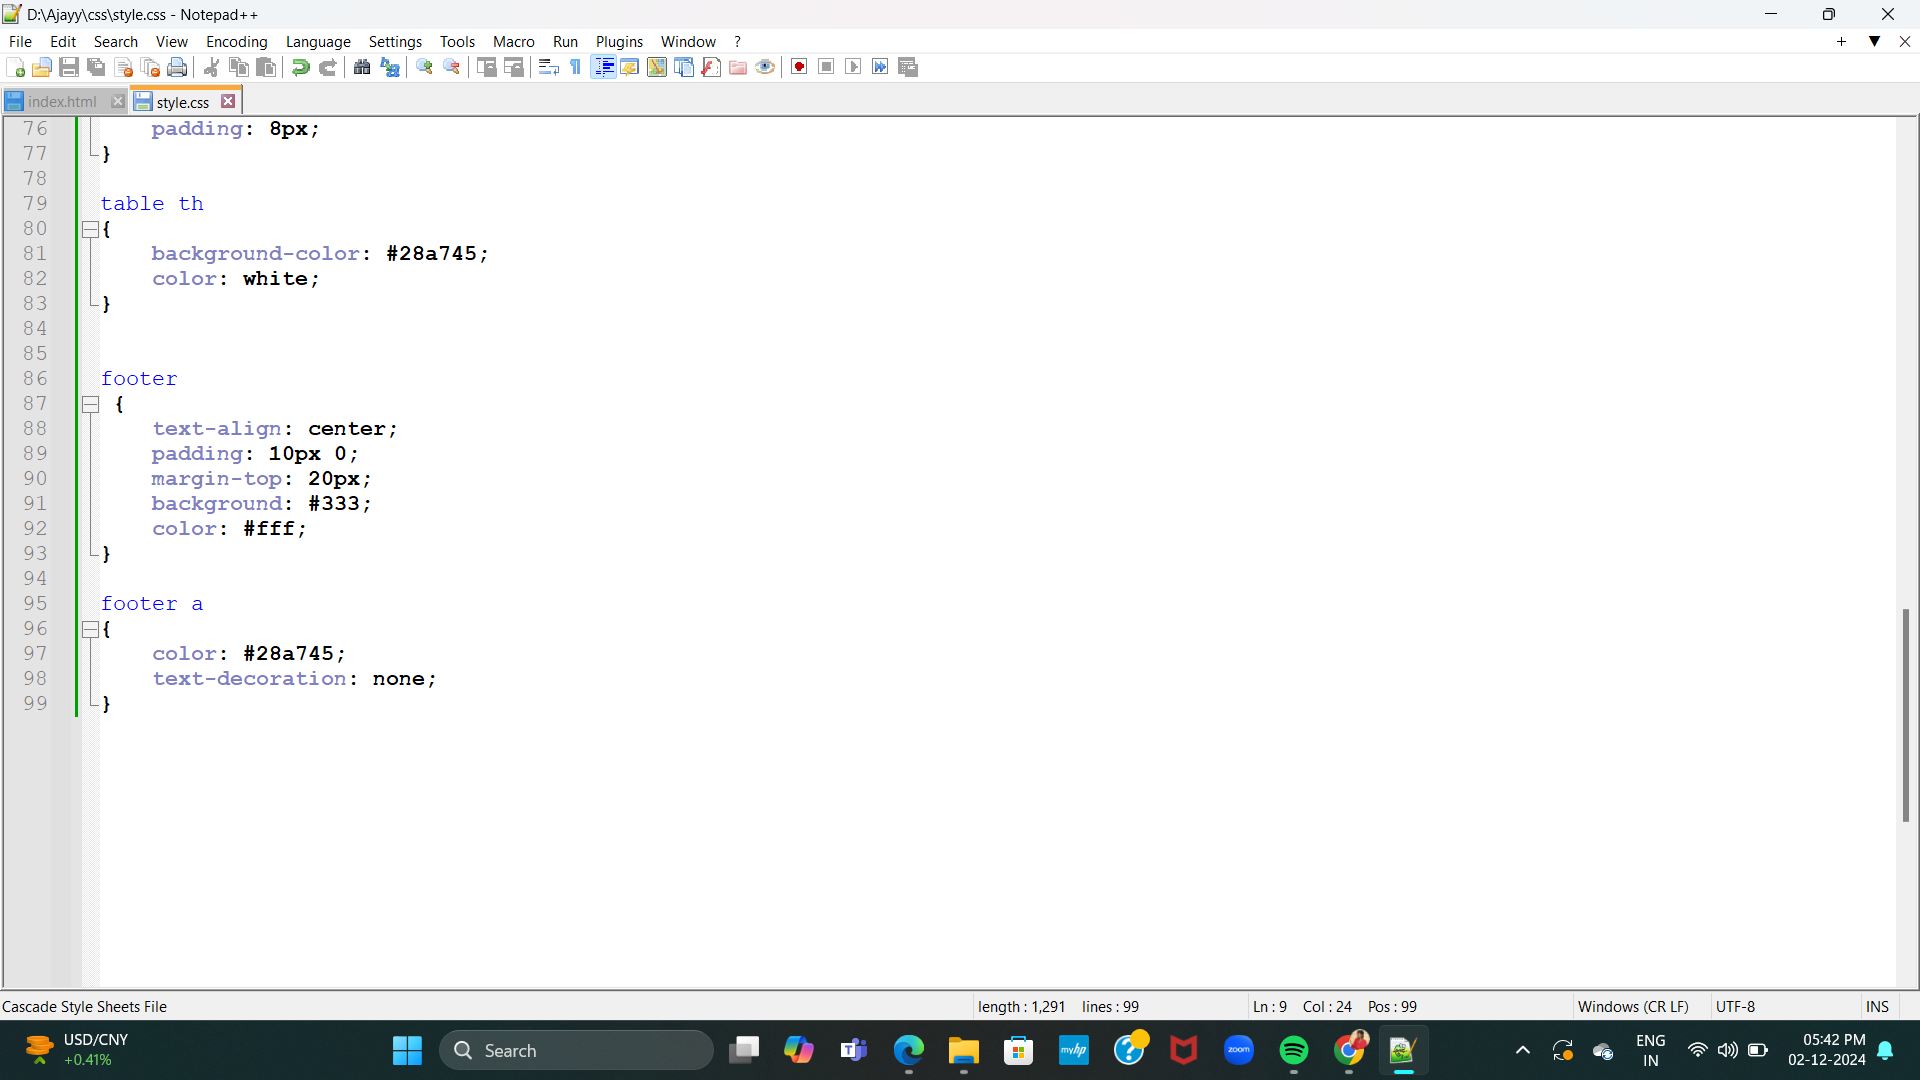 D:\Ajayy\css\style.css - Notepad++
File Edit Search View Encoding Language Settings Tools Macro Run Plugins Window ?
index.html style.css
76 padding: 8px;
77 }
78
79 table th
80 {
81 background-color: #28a745;
82 color: white;
83 }
84
85
86 footer
87 {
88 text-align: center;
89 padding: 10px 0;
90 margin-top: 20px;
91 background: #333;
92 color: #fff;
93 }
94
95 footer a
96 {
97 color: #28a745;
98 text-decoration: none;
99 }
Cascade Style Sheets File length : 1,291 lines : 99 Ln : 9 Col : 24 Pos : 99 Windows (CR LF) UTF-8 INS
USD/CNY
+0.41%
Search
myhp
zoom
ENG
IN
05:42 PM
02-12-2024